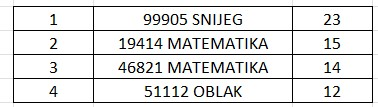 1 99905 SNIJEG 23
2 19414 MATEMATIKA 15
3 46821 MATEMATIKA 14
4 51112 OBLAK 12